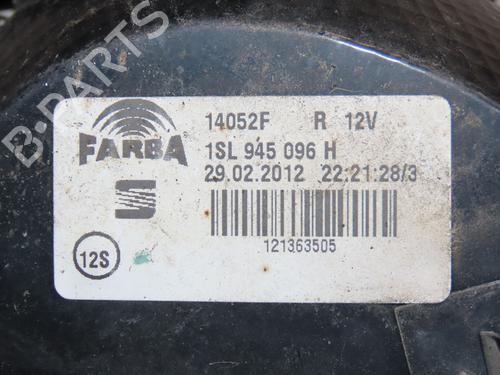 B-PARTS
14052F R 12V
FARBA
1SL 945 096 H
29.02.2012 22:21:28/3
S
121363505
12S